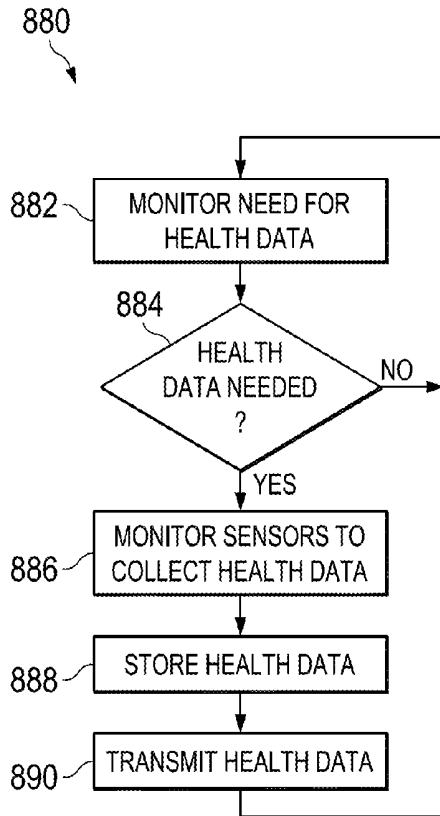 880
882
MONITOR NEED FOR
HEALTH DATA
884
HEALTH
DATA NEEDED
?
NO
YES
886
MONITOR SENSORS TO
COLLECT HEALTH DATA
888
STORE HEALTH DATA
890
TRANSMIT HEALTH DATA